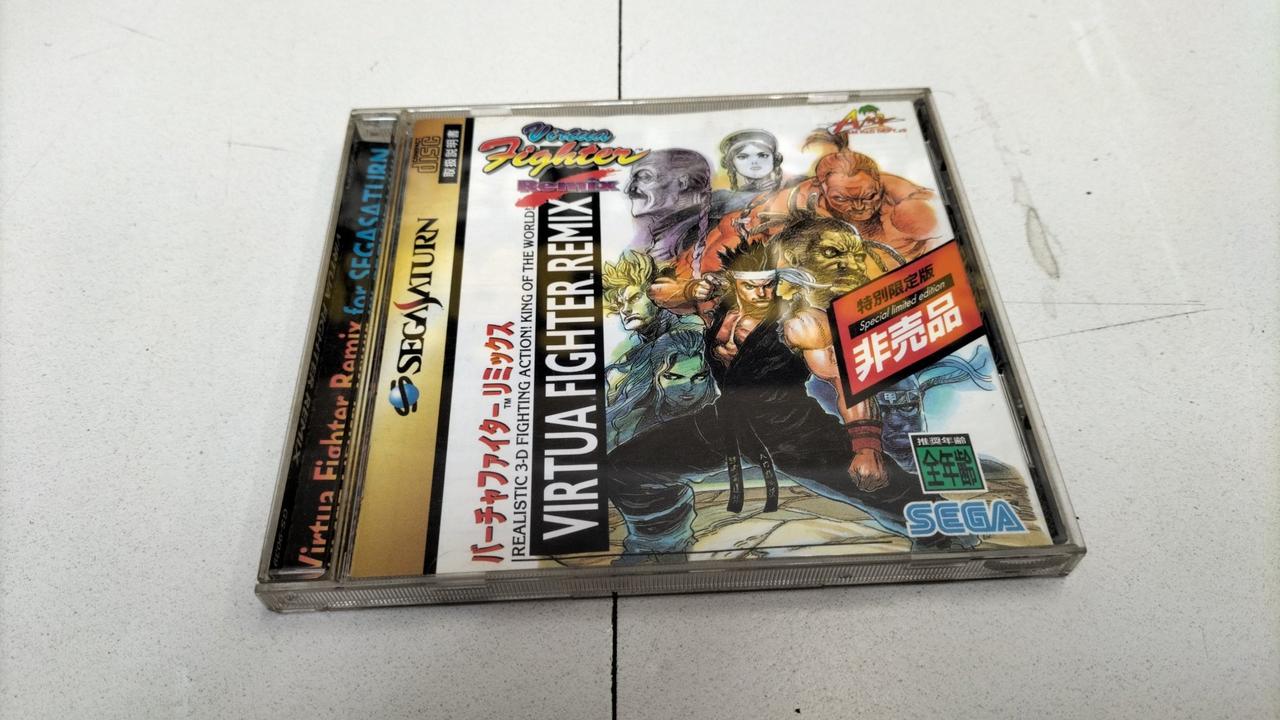 Virtua Fighter Remix for SEGASATURN
COMPACT
disc
取扱説明書
SEGASATURN
バーチャファイターリミックス™
REALISTIC 3-D FIGHTING ACTION! KING OF THE WORLD!
VIRTUA FIGHTER REMIX
Virtua
Fighter
Remix
特別限定版
Special limited edition
非売品
推奨年齢
全年齢
SEGA